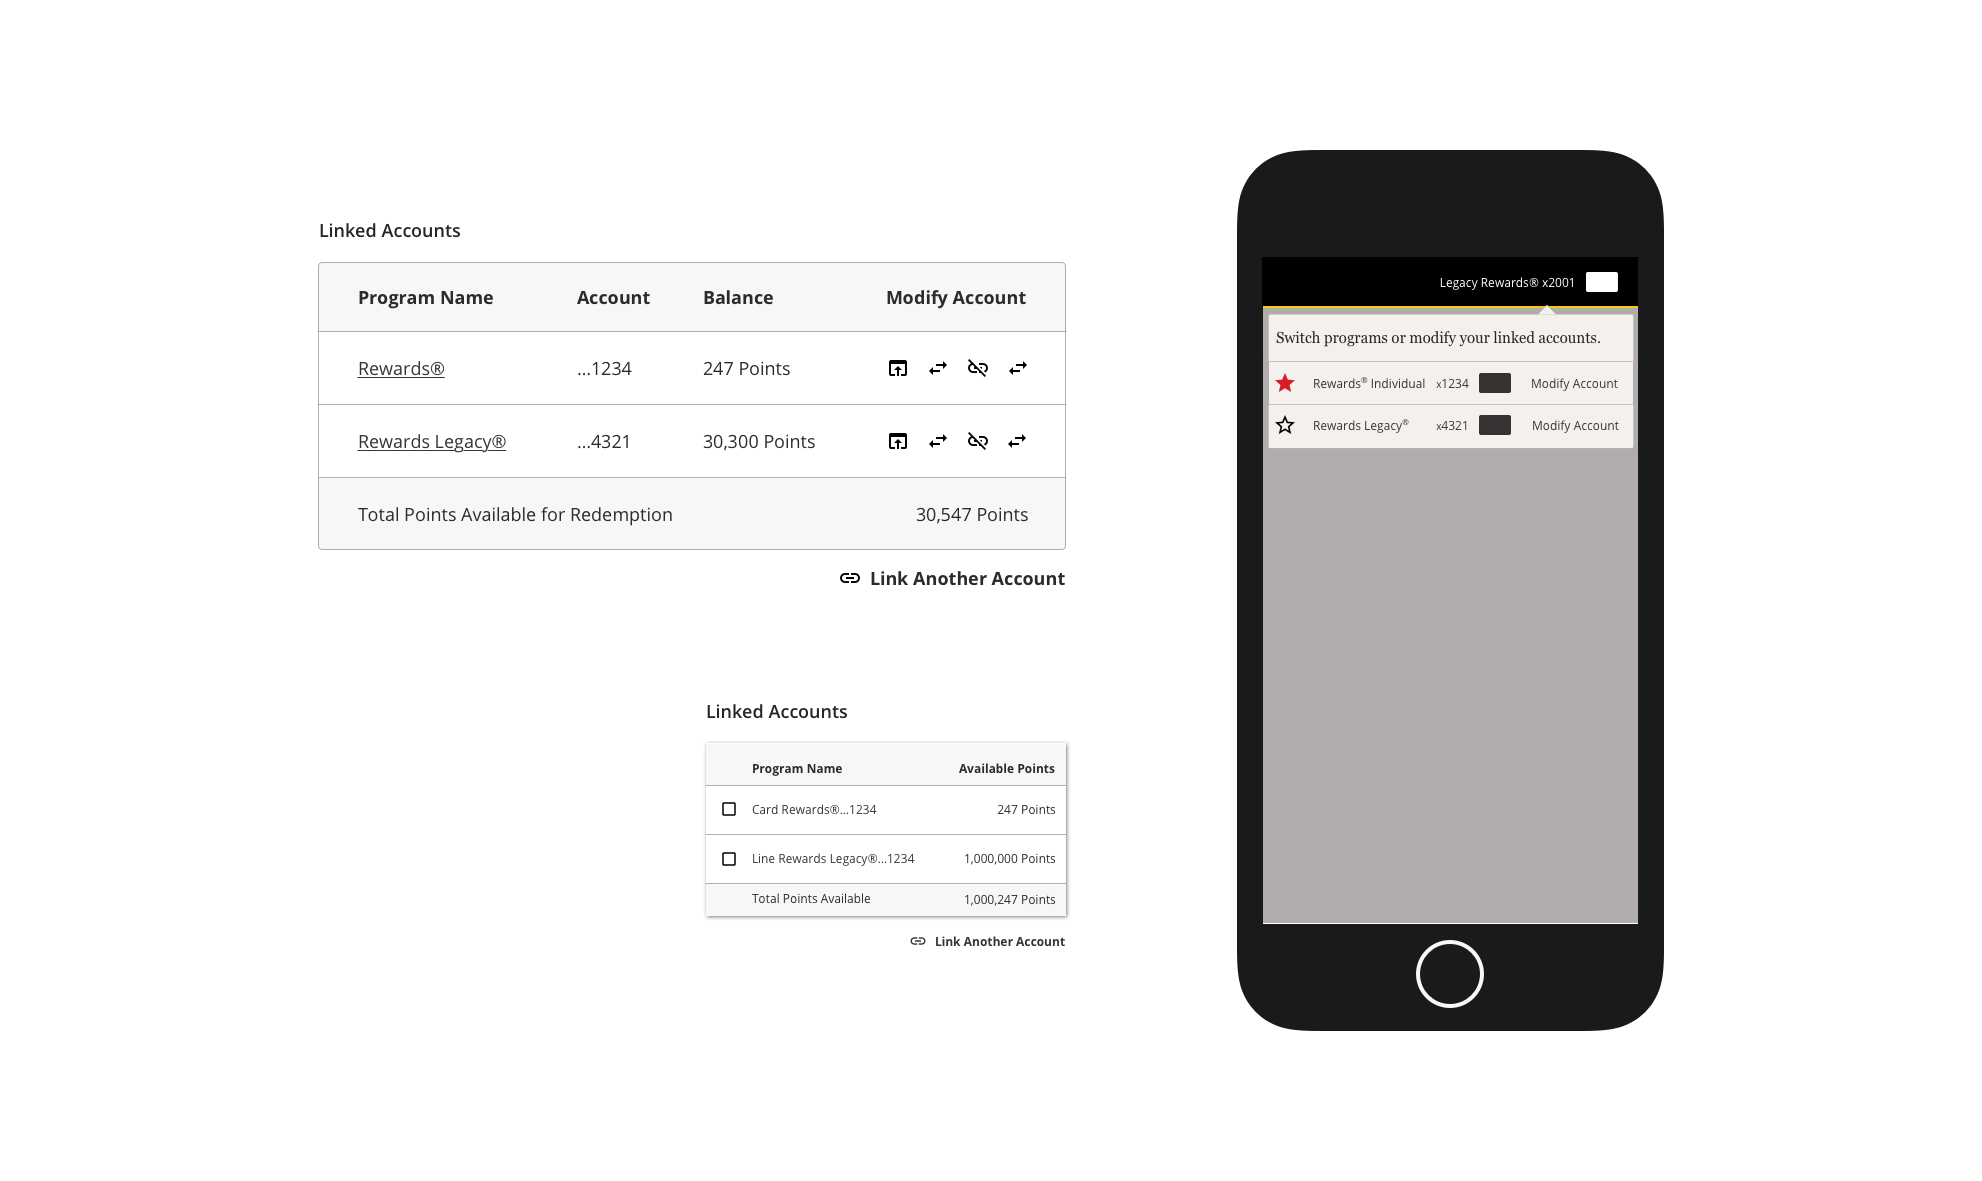 Linked Accounts
Program Name Account Balance Modify Account
Rewards® ...1234 247 Points
Rewards Legacy® ...4321 30,300 Points
Total Points Available for Redemption 30,547 Points
Link Another Account
Linked Accounts
Program Name Available Points
Card Rewards®...1234 247 Points
Line Rewards Legacy®...1234 1,000,000 Points
Total Points Available 1,000,247 Points
Link Another Account
Legacy Rewards® x2001
Switch programs or modify your linked accounts.
Rewards® Individual x1234 Modify Account
Rewards Legacy® x4321 Modify Account